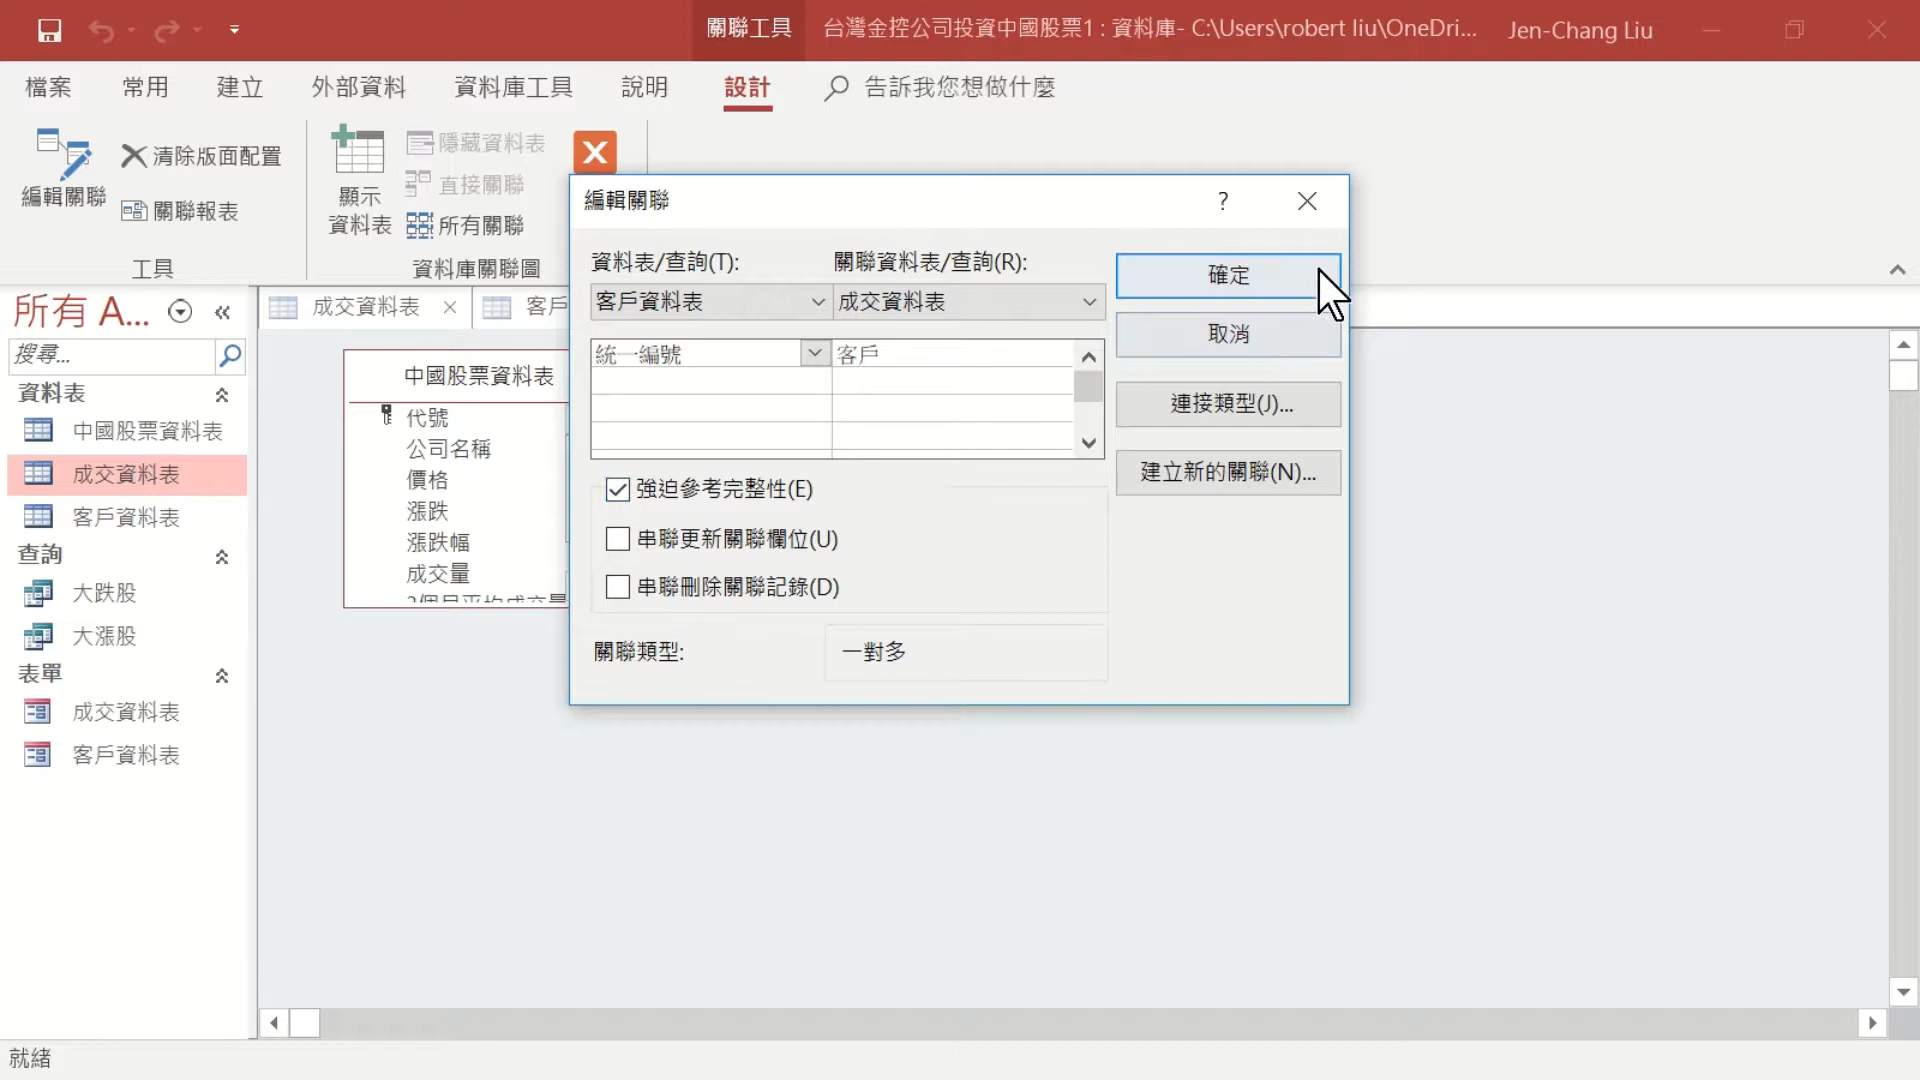 關聯工具
台灣金控公司投資中國股票1 : 資料庫- C:\Users\robert liu\OneDri...
Jen-Chang Liu
檔案
常用
建立
外部資料
資料庫工具
說明
設計
告訴我您想做什麼
編輯關聯
清除版面配置
關聯報表
工具
顯示
資料表
隱藏資料表
直接關聯
所有關聯
資料庫關聯圖
所有 A...
搜尋...
資料表
中國股票資料表
成交資料表
客戶資料表
查詢
大跌股
大漲股
表單
成交資料表
客戶資料表
成交資料表
客戶
中國股票資料表
代號
公司名稱
價格
漲跌
漲跌幅
成交量
3個月平均成交量
編輯關聯
資料表/查詢(T):
關聯資料表/查詢(R):
客戶資料表
成交資料表
統一編號
客戶
強迫參考完整性(E)
串聯更新關聯欄位(U)
串聯刪除關聯記錄(D)
關聯類型:
一對多
確定
取消
連接類型(J)...
建立新的關聯(N)...
就緒